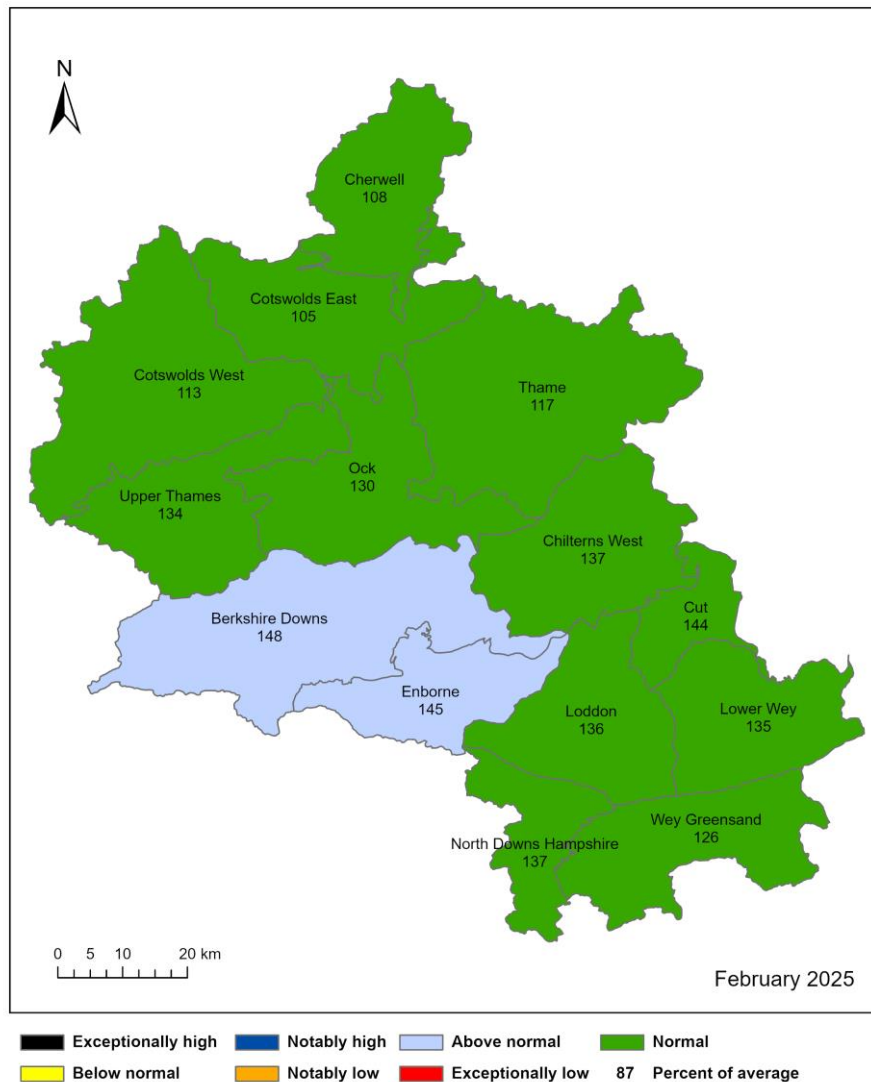 N
Cherwell
108
Cotswolds East
105
Cotswolds West
113
Thame
117
Ock
130
Upper Thames
134
Chilterns West
137
Cut
144
Berkshire Downs
148
Enborne
145
Loddon
136
Lower Wey
135
Wey Greensand
126
North Downs Hampshire
137
0 5 10 20 km
February 2025
Exceptionally high Notably high Above normal Normal
Below normal Notably low Exceptionally low 87 Percent of average